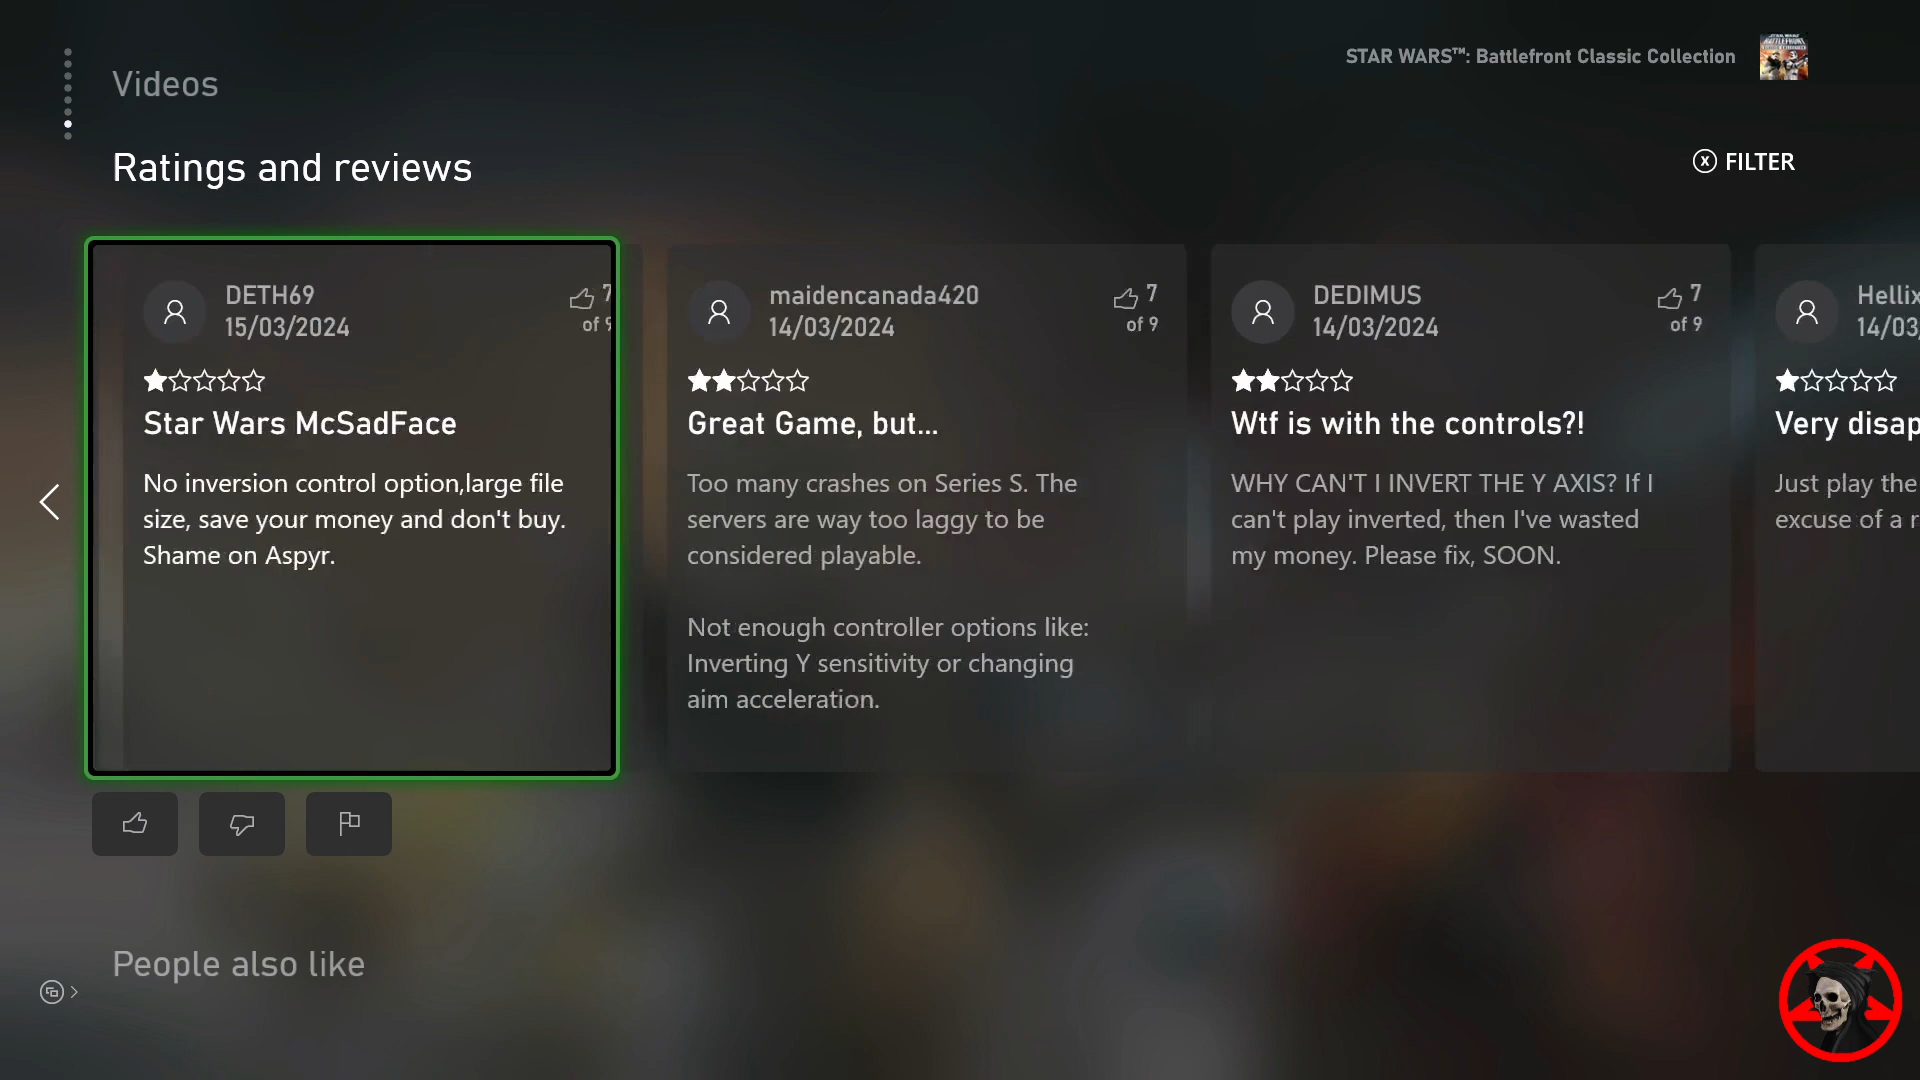 STAR WARS™: Battlefront Classic Collection
Videos
Ratings and reviews
FILTER
DETH69
15/03/2024
7
of 9
Star Wars McSadFace
No inversion control option,large file
size, save your money and don't buy.
Shame on Aspyr.
maidencanada420
14/03/2024
7
of 9
Great Game, but...
Too many crashes on Series S. The
servers are way too laggy to be
considered playable.
Not enough controller options like:
Inverting Y sensitivity or changing
aim acceleration.
DEDIMUS
14/03/2024
7
of 9
Wtf is with the controls?!
WHY CAN'T I INVERT THE Y AXIS? If I
can't play inverted, then I've wasted
my money. Please fix, SOON.
Hellix
14/03/
Very disap
Just play the
excuse of a
People also like